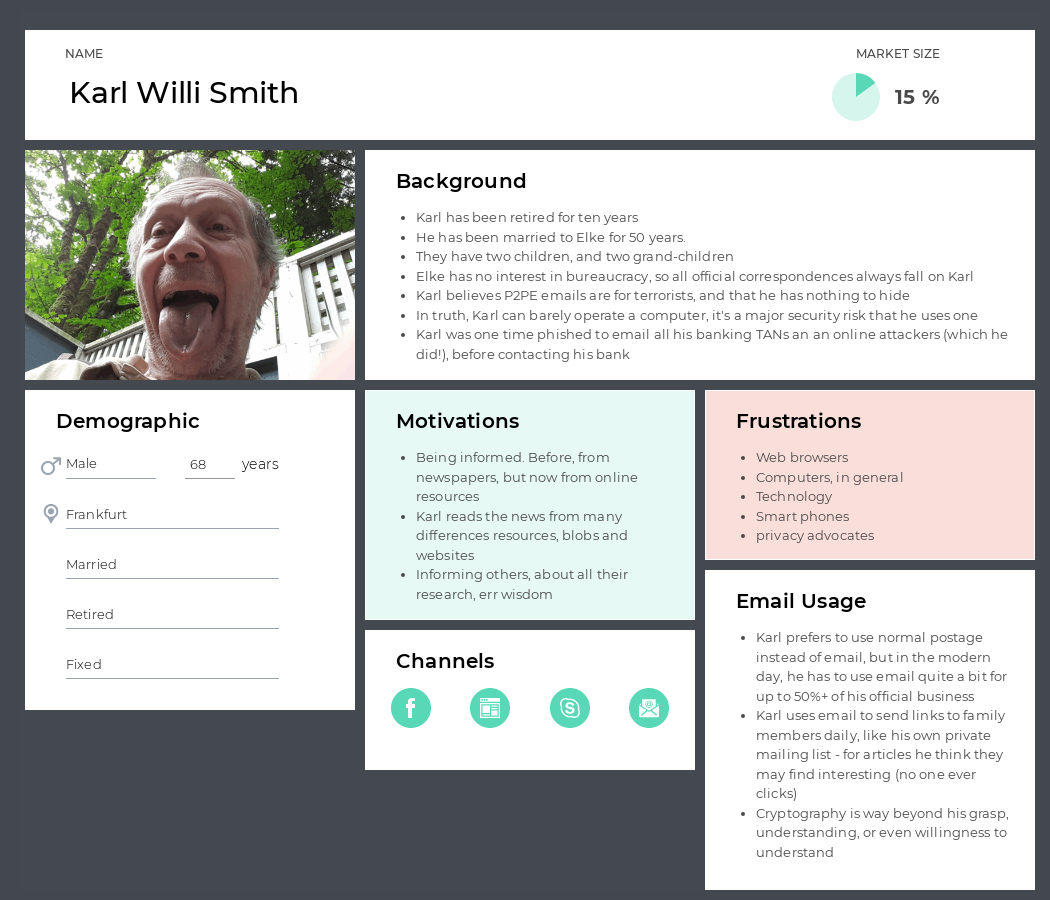 NAME
Karl Willi Smith
MARKET SIZE
15 %
Background
Karl has been retired for ten years
He has been married to Elke for 50 years.
They have two children, and two grand-children
Elke has no interest in bureaucracy, so all official correspondences always fall on Karl
Karl believes P2PE emails are for terrorists, and that he has nothing to hide
In truth, Karl can barely operate a computer, it's a major security risk that he uses one
Karl was one time phished to email all his banking TANs an an online attackers (which he
did!), before contacting his bank
Demographic
Male
68
years
Frankfurt
Married
Retired
Fixed
Motivations
Being informed. Before, from
newspapers, but now from online
resources
Karl reads the news from many
differences resources, blobs and
websites
Informing others, about all their
research, err wisdom
Channels
Frustrations
Web browsers
Computers, in general
Technology
Smart phones
privacy advocates
Email Usage
Karl prefers to use normal postage
instead of email, but in the modern
day, he has to use email quite a bit for
up to 50%+ of his official business
Karl uses email to send links to family
members daily, like his own private
mailing list - for articles he think they
may find interesting (no one ever
clicks)
Cryptography is way beyond his grasp,
understanding, or even willingness to
understand